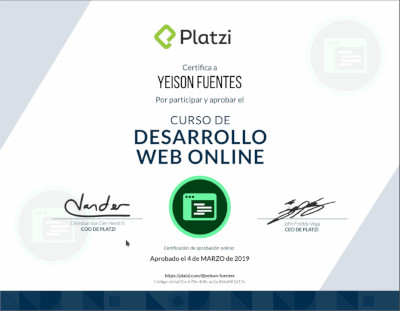 Platzi
Certifica a
YEISON FUENTES
Por participar y aprobar el
CURSO DE
DESARROLLO
WEB ONLINE
Christian Van Der Henst S.
COO DE PLATZI
John Freddy Vega
CEO DE PLATZI
Certificación de aprobación online:
Aprobado el 4 de MARZO de 2019
https://platzi.com/@yeison-fuentes